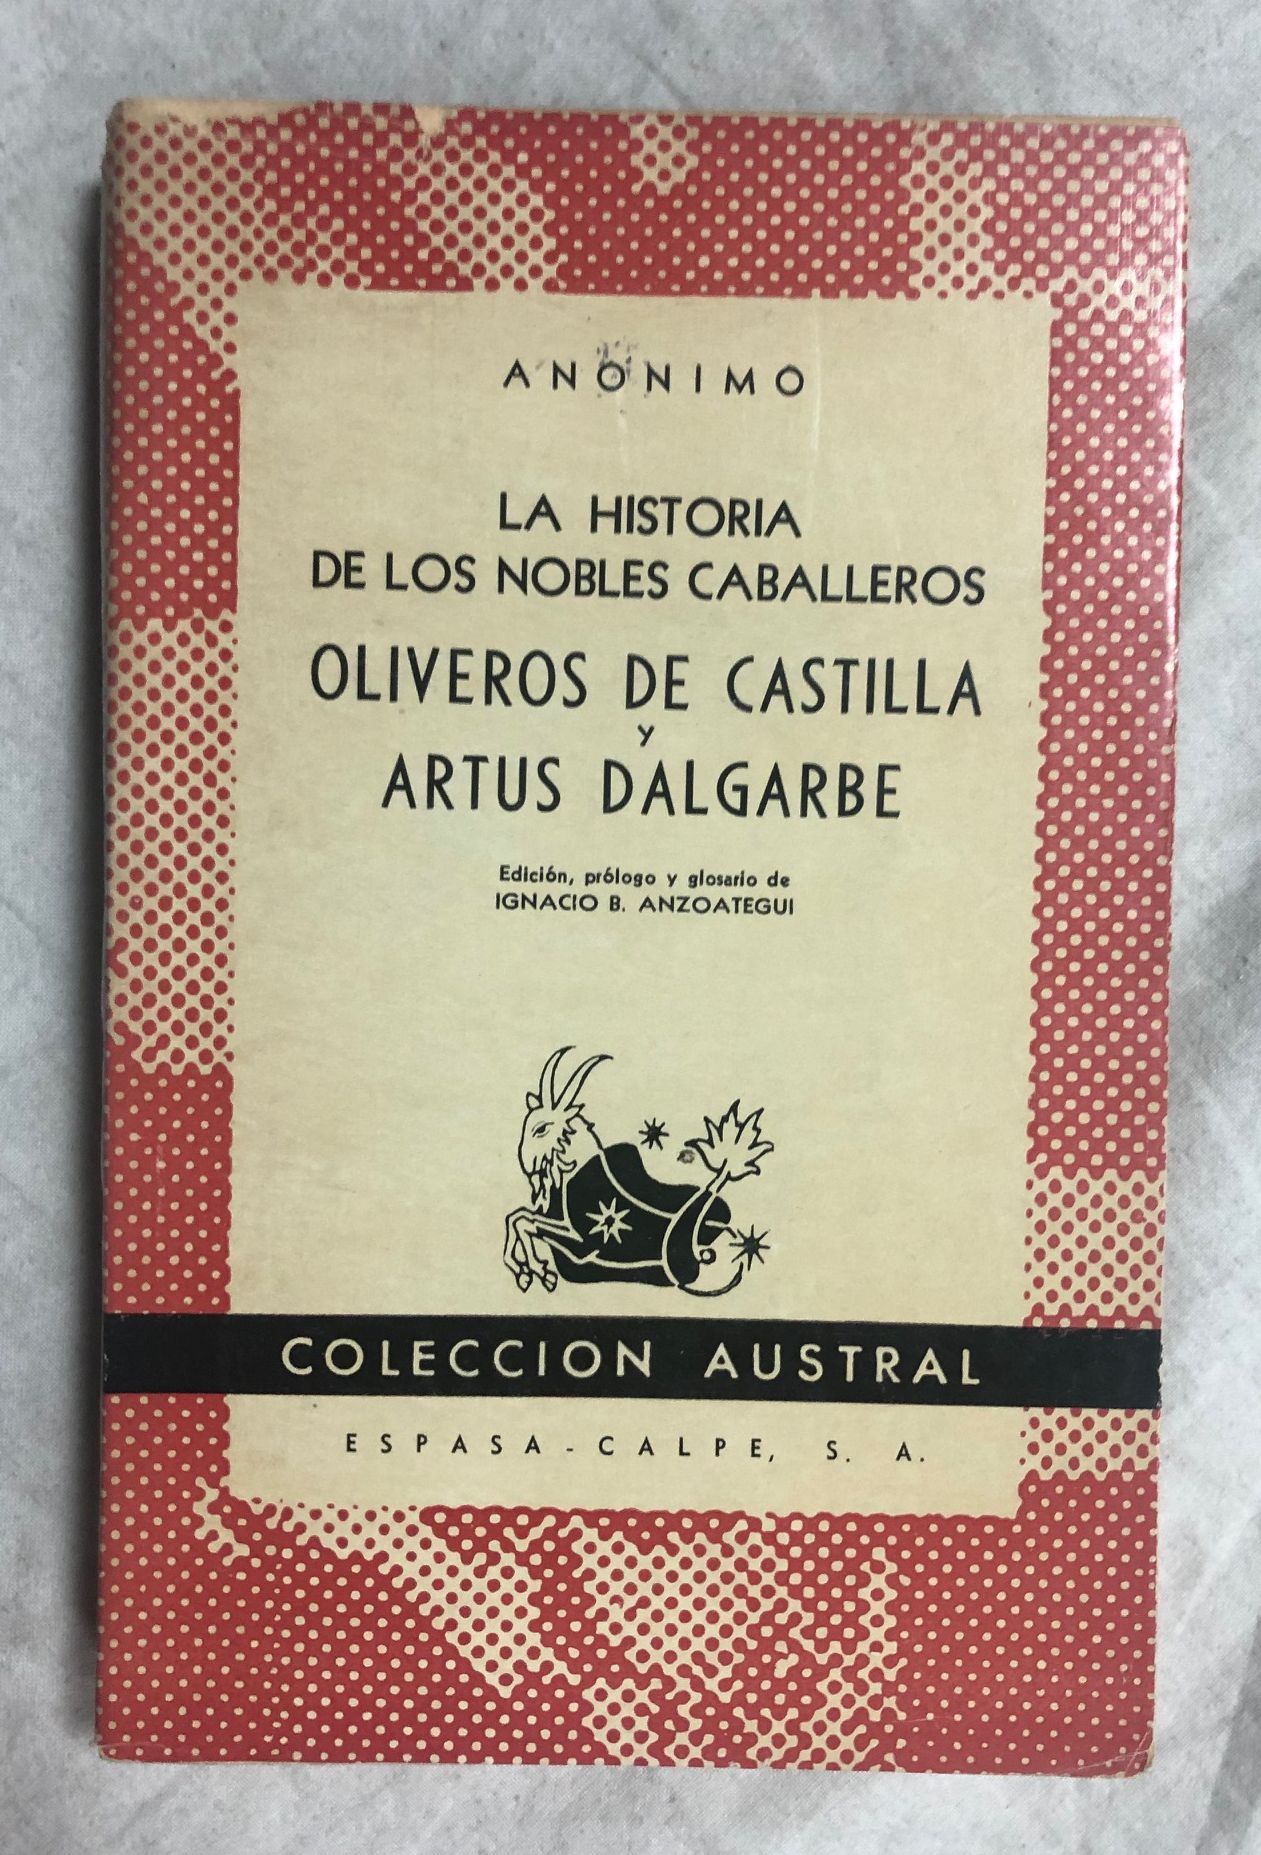 ANÓNIMO
LA HISTORIA
DE LOS NOBLES CABALLEROS
OLIVEROS DE CASTILLA
y
ARTUS DALGARBE
Edición, prólogo y glosario de
IGNACIO B. ANZOATEGUI
COLECCION AUSTRAL
ESPASA-CALPE, S. A.